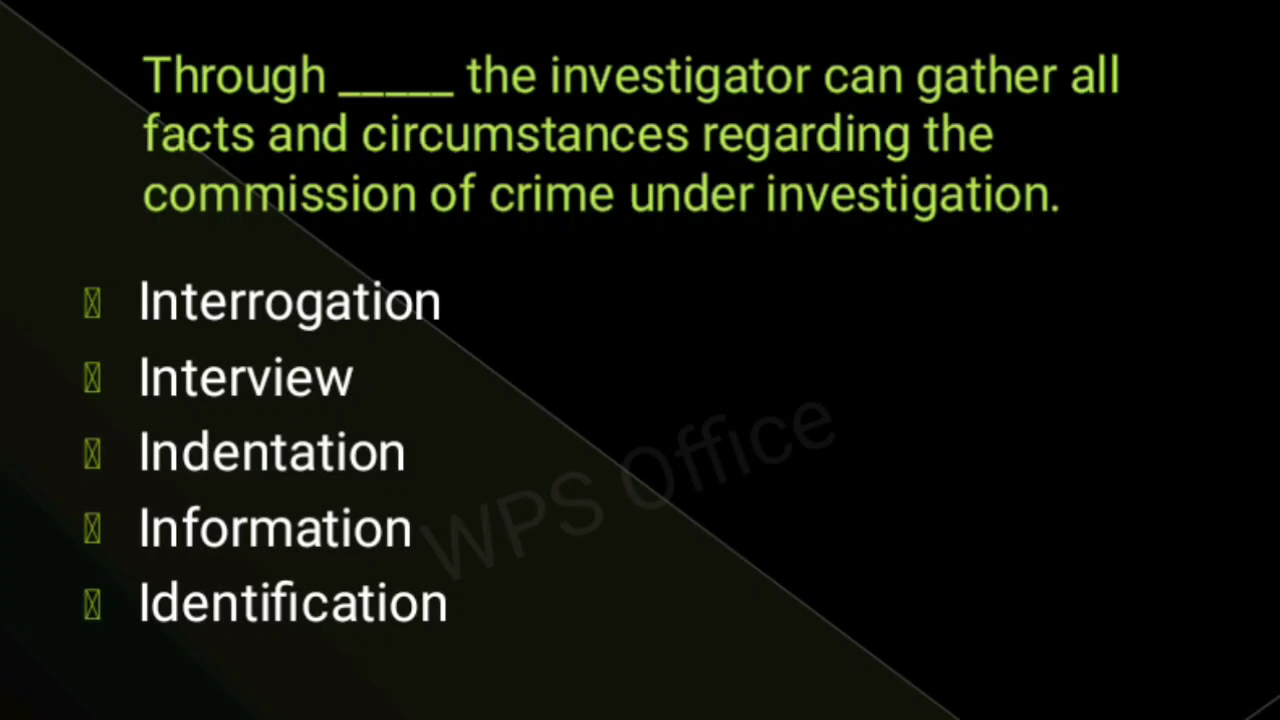 Through _____ the investigator can gather all
facts and circumstances regarding the
commission of crime under investigation.
Interrogation
Interview
Indentation
Information
Identification
WPS Office